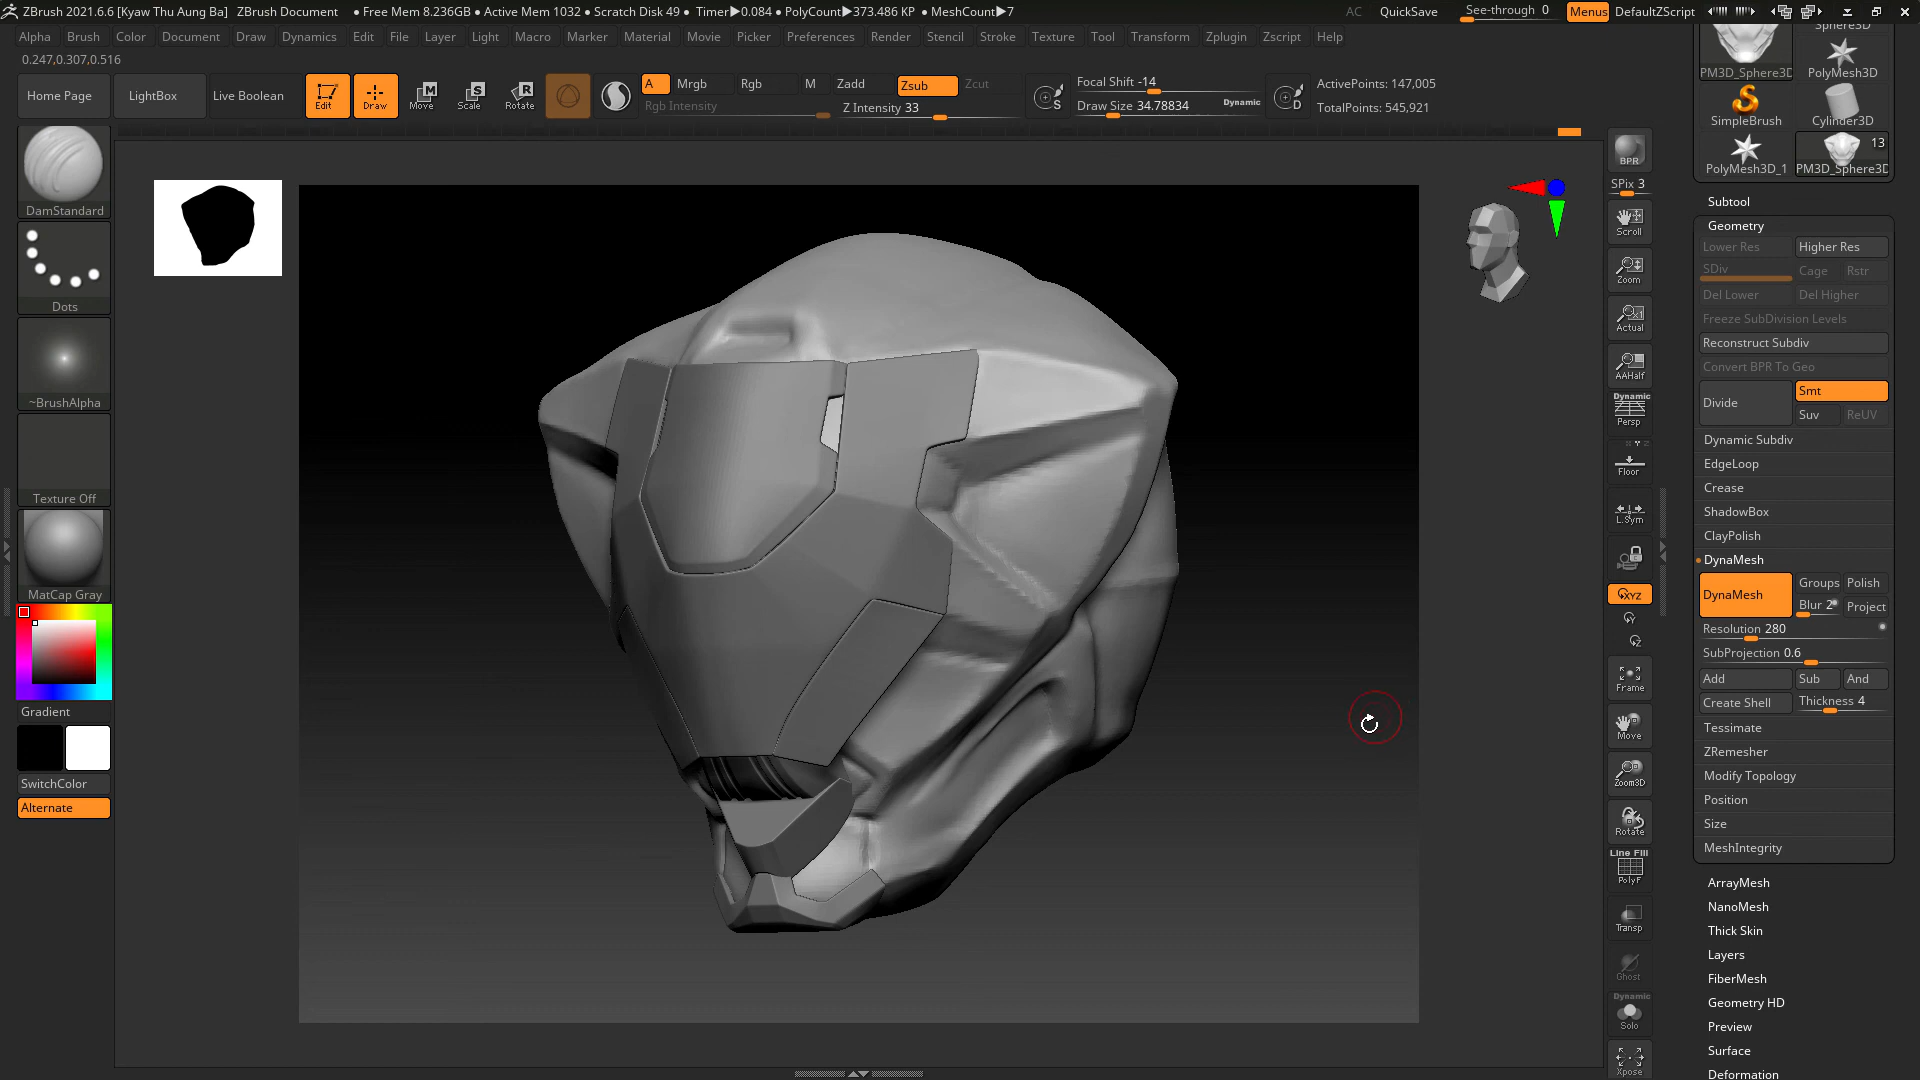 ZBrush 2021.6.6 [Kyaw Thu Aung Ba] ZBrush Document • Free Mem 8.236GB • Active Mem 1032 • Scratch Disk 49 • Timer▶0.084 • PolyCount▶373.486 KP • MeshCount▶7 AC QuickSave See-through 0 Menus DefaultZScript
Alpha Brush Color Document Draw Dynamics Edit File Layer Light Macro Marker Material Movie Picker Preferences Render Stencil Stroke Texture Tool Transform Zplugin Zscript Help
0.247,0.307,0.516
Home Page LightBox Live Boolean Edit Draw Move Scale Rotate
A Mrgb Rgb M Zadd Zsub Zcut
Rgb Intensity Z Intensity 33
Focal Shift -14
Draw Size 34.78834 Dynamic
ActivePoints: 147,005
TotalPoints: 545,921
DamStandard
Dots
~BrushAlpha
Texture Off
MatCap Gray
Gradient
SwitchColor
Alternate
BPR
SPix 3
Scroll
Zoom
Actual
AAHalf
Dynamic
Persp
Floor
L.Sym
XYZ
Frame
Move
Zoom3D
Rotate
Line Fill
PolyF
Transp
Ghost
Dynamic
Solo
Xpose
Sphere3D
PM3D_Sphere3D PolyMesh3D
SimpleBrush Cylinder3D
13
PolyMesh3D_1 PM3D_Sphere3D
Subtool
Geometry
Lower Res Higher Res
SDiv Cage Rstr
Del Lower Del Higher
Freeze SubDivision Levels
Reconstruct Subdiv
Convert BPR To Geo
Divide Smt
Suv ReUV
Dynamic Subdiv
EdgeLoop
Crease
ShadowBox
ClayPolish
DynaMesh
DynaMesh Groups Polish
Blur 2 Project
Resolution 280
SubProjection 0.6
Add Sub And
Create Shell Thickness 4
Tessimate
ZRemesher
Modify Topology
Position
Size
MeshIntegrity
ArrayMesh
NanoMesh
Thick Skin
Layers
FiberMesh
Geometry HD
Preview
Surface
Deformation